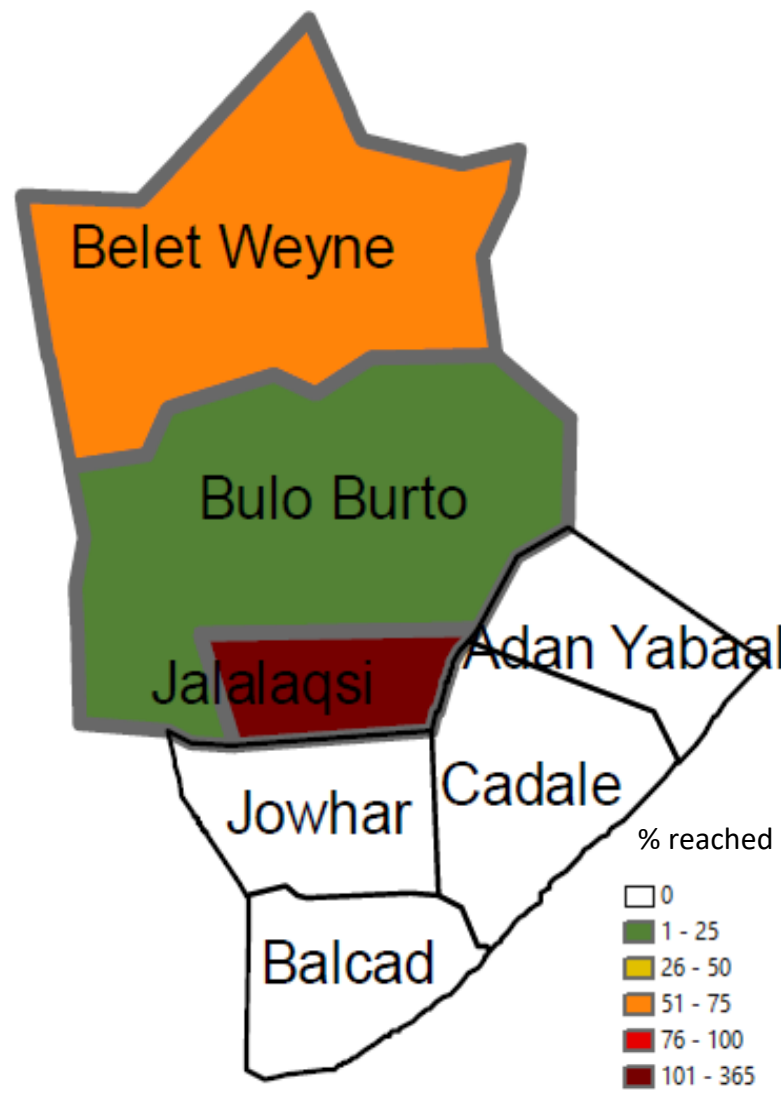 Belet Weyne
Bulo Burto
Adan Yabaal
Jalalaqsi
Cadale
Jowhar
% reached
0
1 - 25
26 - 50
51 - 75
76 - 100
101 - 365
Balcad